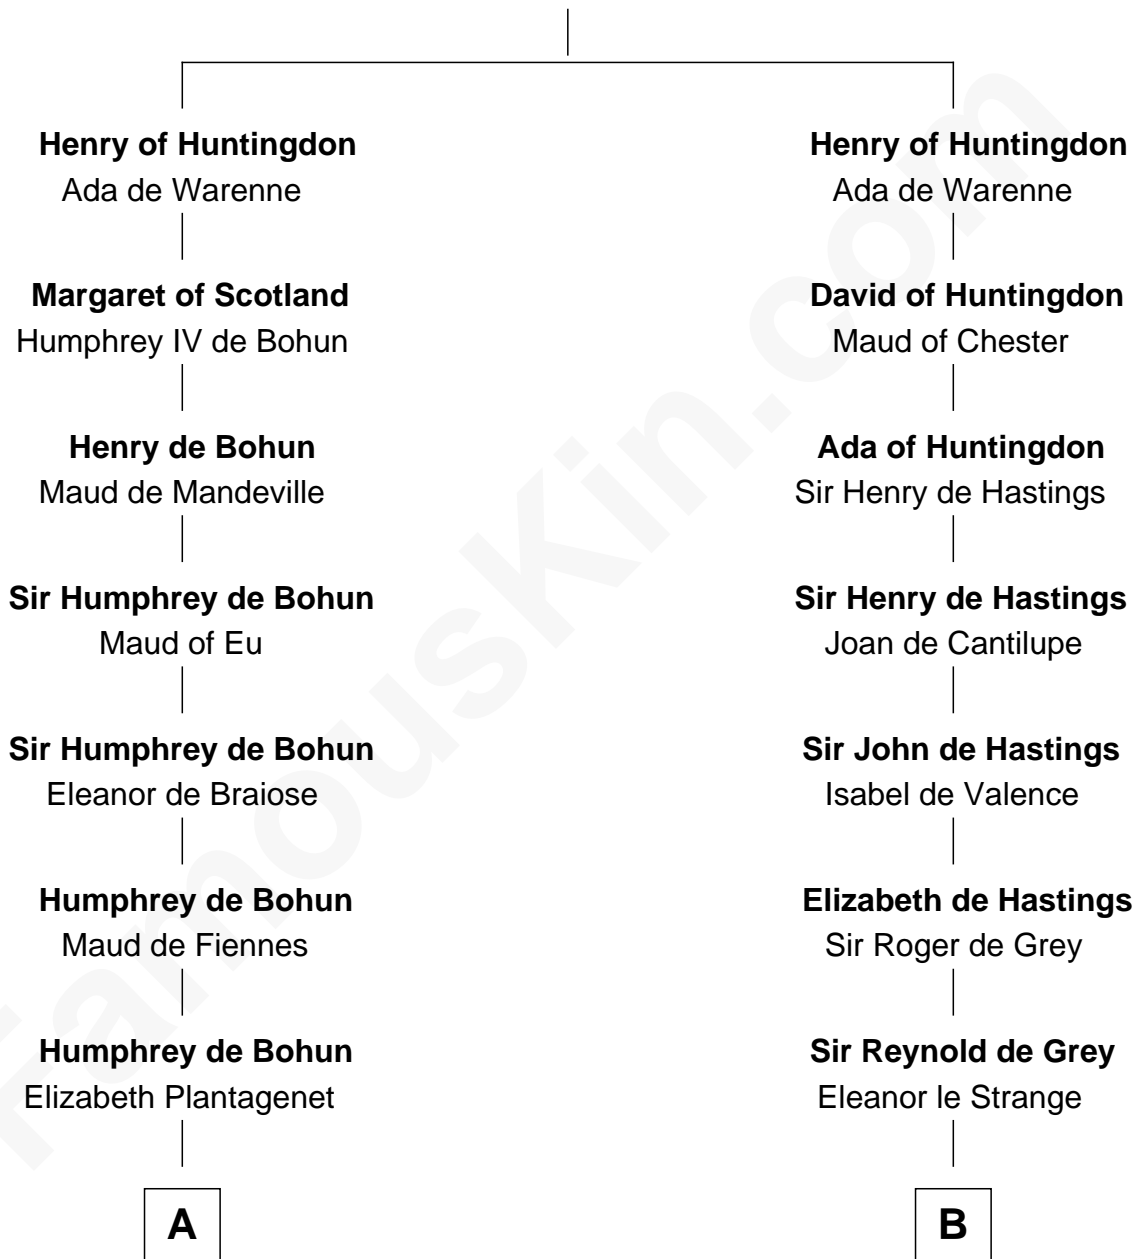 Henry of Huntingdon
Ada de Warenne
Margaret of Scotland
Humphrey IV de Bohun
Henry de Bohun
Maud de Mandeville
Sir Humphrey de Bohun
Maud of Eu
Sir Humphrey de Bohun
Eleanor de Braiose
Humphrey de Bohun
Maud de Fiennes
Humphrey de Bohun
Elizabeth Plantagenet
A
Henry of Huntingdon
Ada de Warenne
David of Huntingdon
Maud of Chester
Ada of Huntingdon
Sir Henry de Hastings
Sir Henry de Hastings
Joan de Cantilupe
Sir John de Hastings
Isabel de Valence
Elizabeth de Hastings
Sir Roger de Grey
Sir Reynold de Grey
Eleanor le Strange
B
FamousKin.com